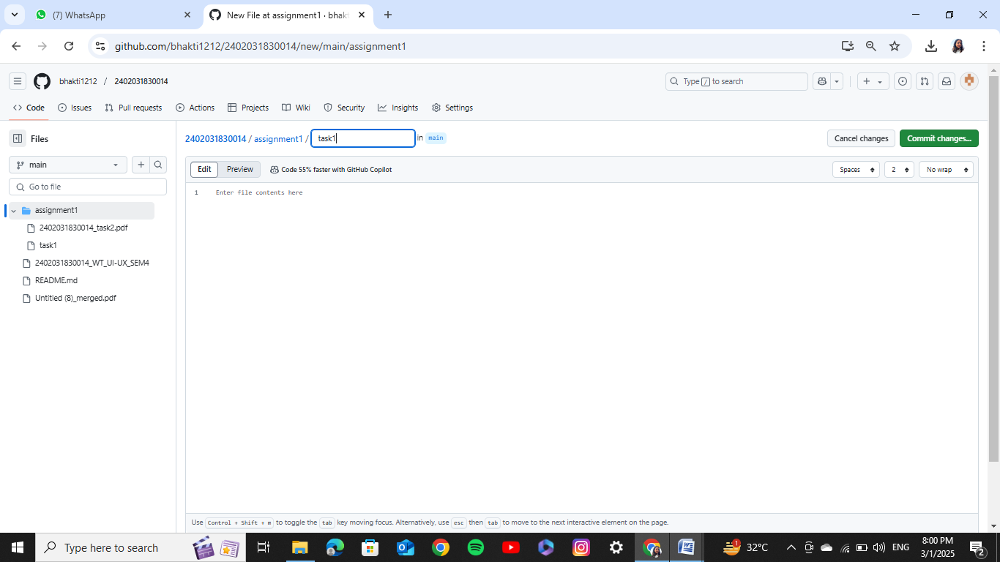 (7) WhatsApp
New File at assignment1 · bhakt
github.com/bhakti1212/2402031830014/new/main/assignment1
bhakti1212 / 2402031830014
Type / to search
Code Issues Pull requests Actions Projects Wiki Security Insights Settings
Files
2402031830014 / assignment1 / task1 in main
Cancel changes Commit changes...
main
Edit Preview Code 55% faster with GitHub Copilot
Spaces 2 No wrap
Go to file
1 Enter file contents here
assignment1
2402031830014_task2.pdf
task1
2402031830014_WT_UI-UX_SEM4
README.md
Untitled (8)_merged.pdf
Use Control + Shift + m to toggle the tab key moving focus. Alternatively, use esc then tab to move to the next interactive element on the page.
Type here to search
1
32°C
ENG
8:00 PM
3/1/2025
2